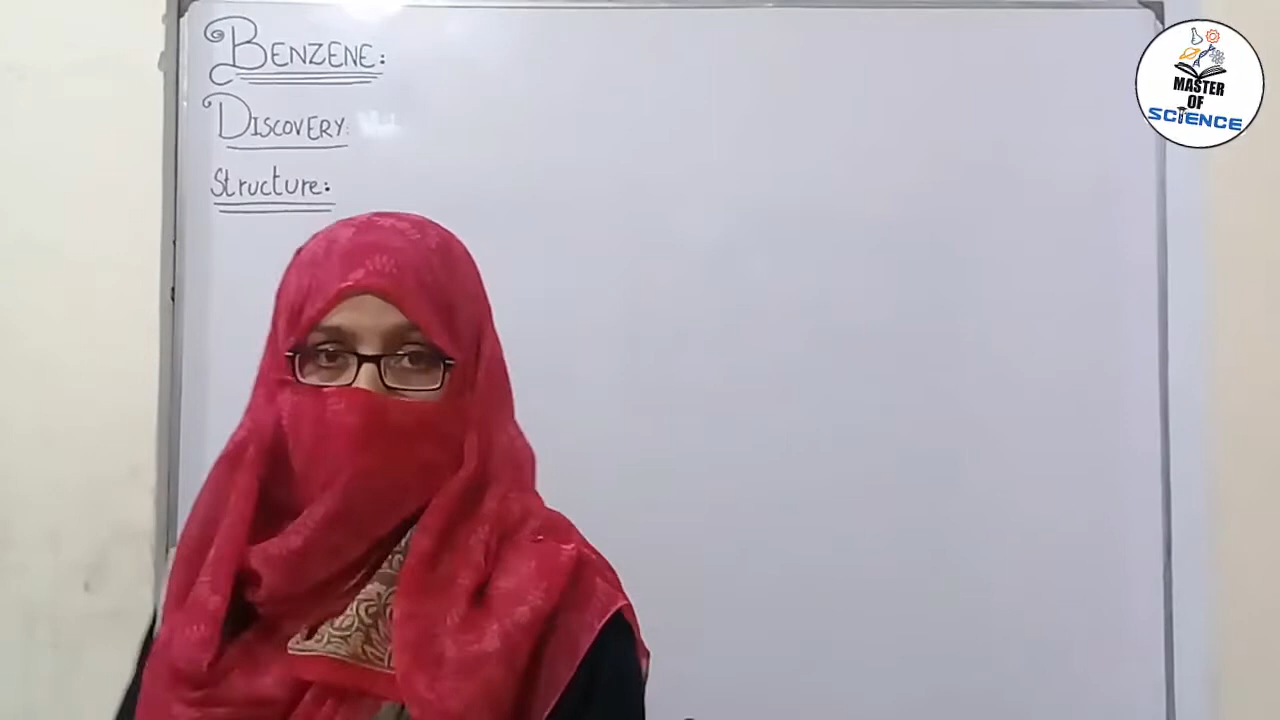 BENZENE:
DISCOVERY:
Structure:
MASTER
OF
SCIENCE